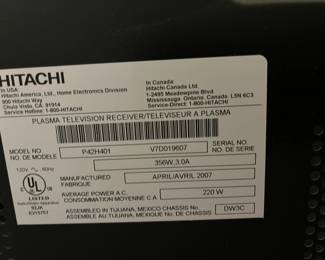 HITACHI
In USA:
Hitachi America, Ltd., Home Electronics Division
900 Hitachi Way
Chula Vista, CA. 91914
Service Hotline: 1-800-HITACHI
In Canada:
Hitachi Canada Ltd.
1-2495 Meadowpine Blvd.
Mississauga, Ontario, Canada, L5N 6C3
Service Hotline: 1-800-HITACHI
PLASMA TELEVISION RECEIVER/TELEVISEUR A PLASMA
MODEL NO.
NO. DE MODELE
P42H401
V7D019607
SERIAL NO.
NO. DE SERIE
120V ~, 60Hz
356W,3.0A
MANUFACTURED
FABRIQUE
APRIL/AVRIL 2007
AVERAGE POWER A.C.
CONSOMMATION MOYENNE C.A
220 W
UL
LISTED
ASSEMBLED IN TIJUANA, MEXICO
ASSEMBLE AU TIJUANA, MEXIQUE
CHASSIS NO.
NO DE CHASSIS
DW3C